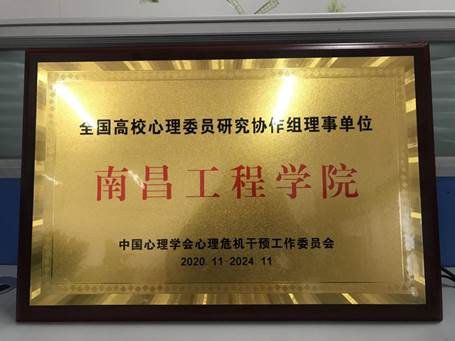 全国高校心理委员研究协作组理事单位
南昌工程学院
中国心理学会心理危机干预工作委员会
2020.11-2024.11